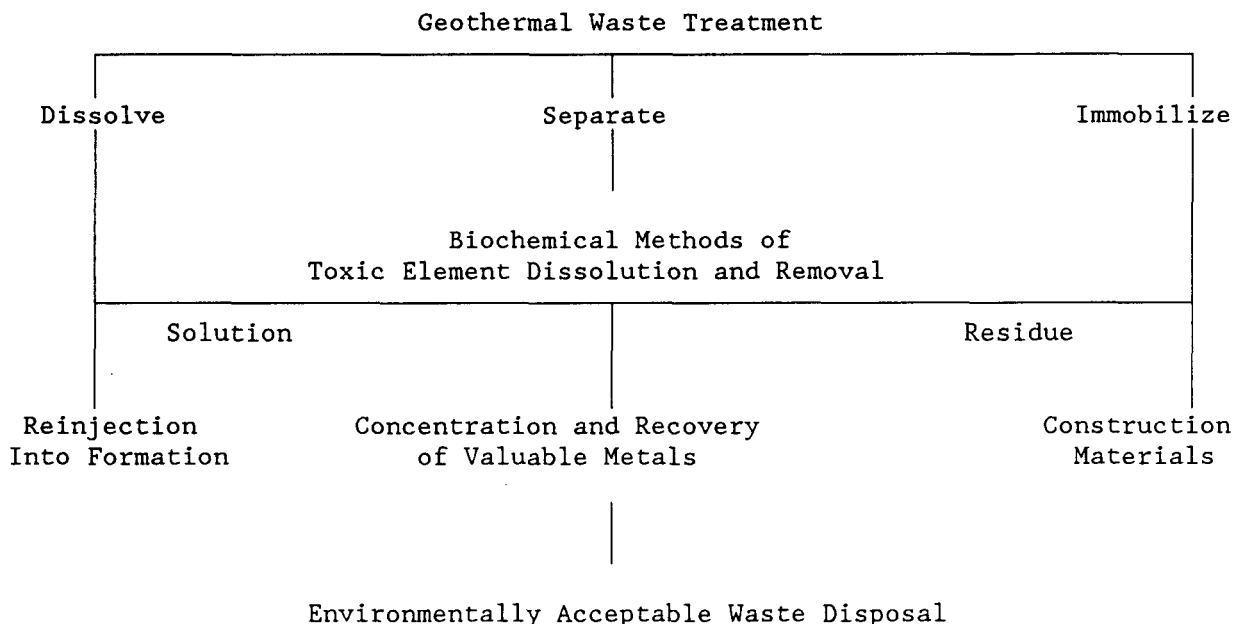 Geothermal Waste Treatment
Dissolve Separate Immobilize
Biochemical Methods of
Toxic Element Dissolution and Removal
Solution Residue
Reinjection Concentration and Recovery Construction
Into Formation of Valuable Metals Materials
Environmentally Acceptable Waste Disposal